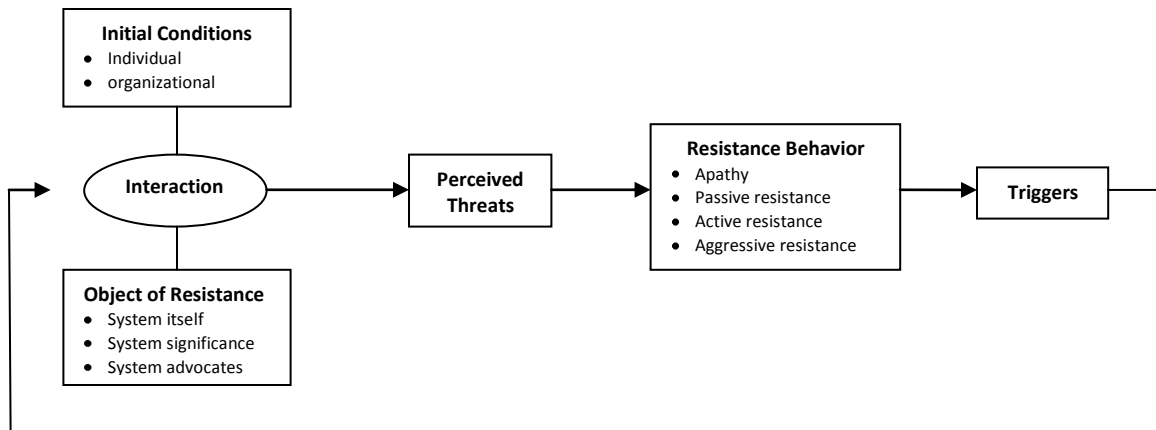 Initial Conditions
• Individual
• organizational
Interaction
Object of Resistance
• System itself
• System significance
• System advocates
Perceived
Threats
Resistance Behavior
• Apathy
• Passive resistance
• Active resistance
• Aggressive resistance
Triggers